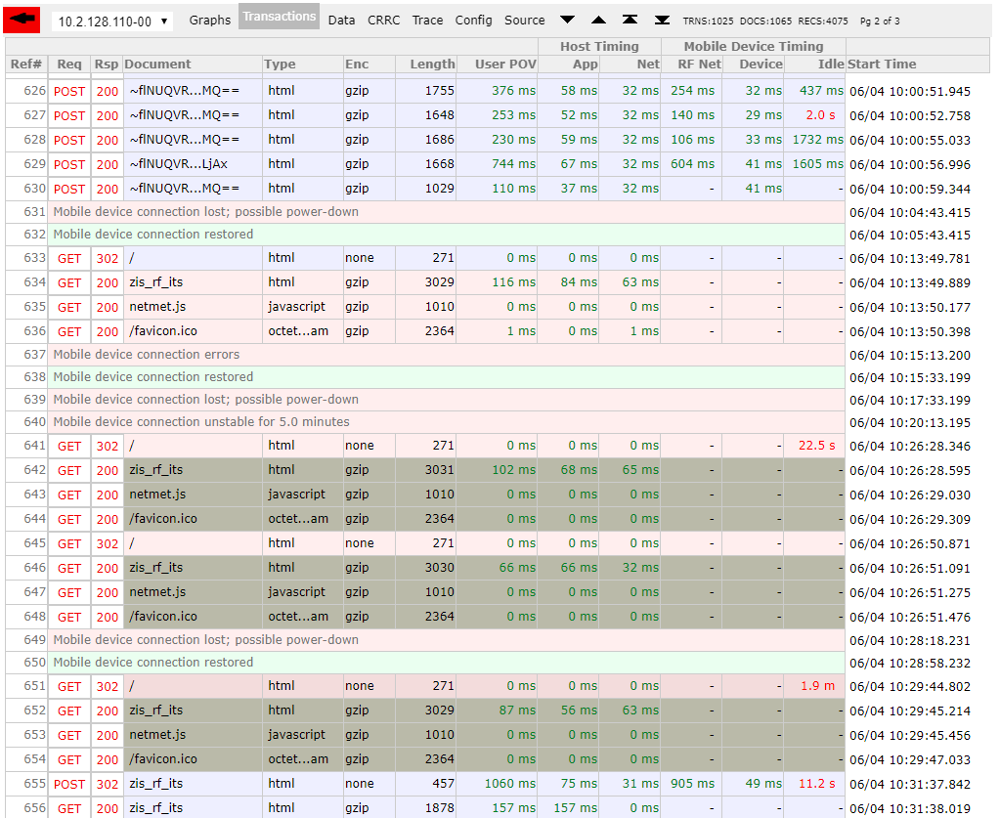 10.2.128.110-00 ▼ Graphs Transactions Data CRRC Trace Config Source TRNS:1025 DOCS:1065 RECS:4075 Pg 2 of 3
Host Timing Mobile Device Timing
Ref# Req Rsp Document Type Enc Length User POV App Net RF Net Device Idle Start Time
626 POST 200 ~flNUQVR...MQ== html gzip 1755 376 ms 58 ms 32 ms 254 ms 32 ms 437 ms 06/04 10:00:51.945
627 POST 200 ~flNUQVR...MQ== html gzip 1648 253 ms 52 ms 32 ms 140 ms 29 ms 2.0 s 06/04 10:00:52.758
628 POST 200 ~flNUQVR...MQ== html gzip 1686 230 ms 59 ms 32 ms 106 ms 33 ms 1732 ms 06/04 10:00:55.033
629 POST 200 ~flNUQVR...LjAx html gzip 1668 744 ms 67 ms 32 ms 604 ms 41 ms 1605 ms 06/04 10:00:56.996
630 POST 200 ~flNUQVR...MQ== html gzip 1029 110 ms 37 ms 32 ms - 41 ms - 06/04 10:00:59.344
631 Mobile device connection lost; possible power-down 06/04 10:04:43.415
632 Mobile device connection restored 06/04 10:05:43.415
633 GET 302 / html none 271 0 ms 0 ms 0 ms - - - 06/04 10:13:49.781
634 GET 200 zis_rf_its html gzip 3029 116 ms 84 ms 63 ms - - - 06/04 10:13:49.889
635 GET 200 netmet.js javascript gzip 1010 0 ms 0 ms 0 ms - - - 06/04 10:13:50.177
636 GET 200 /favicon.ico octet...am gzip 2364 1 ms 0 ms 1 ms - - - 06/04 10:13:50.398
637 Mobile device connection errors 06/04 10:15:13.200
638 Mobile device connection restored 06/04 10:15:33.199
639 Mobile device connection lost; possible power-down 06/04 10:17:33.199
640 Mobile device connection unstable for 5.0 minutes 06/04 10:20:13.195
641 GET 302 / html none 271 0 ms 0 ms 0 ms - - 22.5 s 06/04 10:26:28.346
642 GET 200 zis_rf_its html gzip 3031 102 ms 68 ms 65 ms - - - 06/04 10:26:28.595
643 GET 200 netmet.js javascript gzip 1010 0 ms 0 ms 0 ms - - - 06/04 10:26:29.030
644 GET 200 /favicon.ico octet...am gzip 2364 0 ms 0 ms 0 ms - - - 06/04 10:26:29.309
645 GET 302 / html none 271 0 ms 0 ms 0 ms - - - 06/04 10:26:50.871
646 GET 200 zis_rf_its html gzip 3030 66 ms 66 ms 32 ms - - - 06/04 10:26:51.091
647 GET 200 netmet.js javascript gzip 1010 0 ms 0 ms 0 ms - - - 06/04 10:26:51.275
648 GET 200 /favicon.ico octet...am gzip 2364 0 ms 0 ms 0 ms - - - 06/04 10:26:51.476
649 Mobile device connection lost; possible power-down 06/04 10:28:18.231
650 Mobile device connection restored 06/04 10:28:58.232
651 GET 302 / html none 271 0 ms 0 ms 0 ms - - 1.9 m 06/04 10:29:44.802
652 GET 200 zis_rf_its html gzip 3029 87 ms 56 ms 63 ms - - - 06/04 10:29:45.214
653 GET 200 netmet.js javascript gzip 1010 0 ms 0 ms 0 ms - - - 06/04 10:29:45.456
654 GET 200 /favicon.ico octet...am gzip 2364 0 ms 0 ms 0 ms - - - 06/04 10:29:47.033
655 POST 302 zis_rf_its html none 457 1060 ms 75 ms 31 ms 905 ms 49 ms 11.2 s 06/04 10:31:37.842
656 GET 200 zis_rf_its html gzip 1878 157 ms 157 ms 0 ms - - - 06/04 10:31:38.019